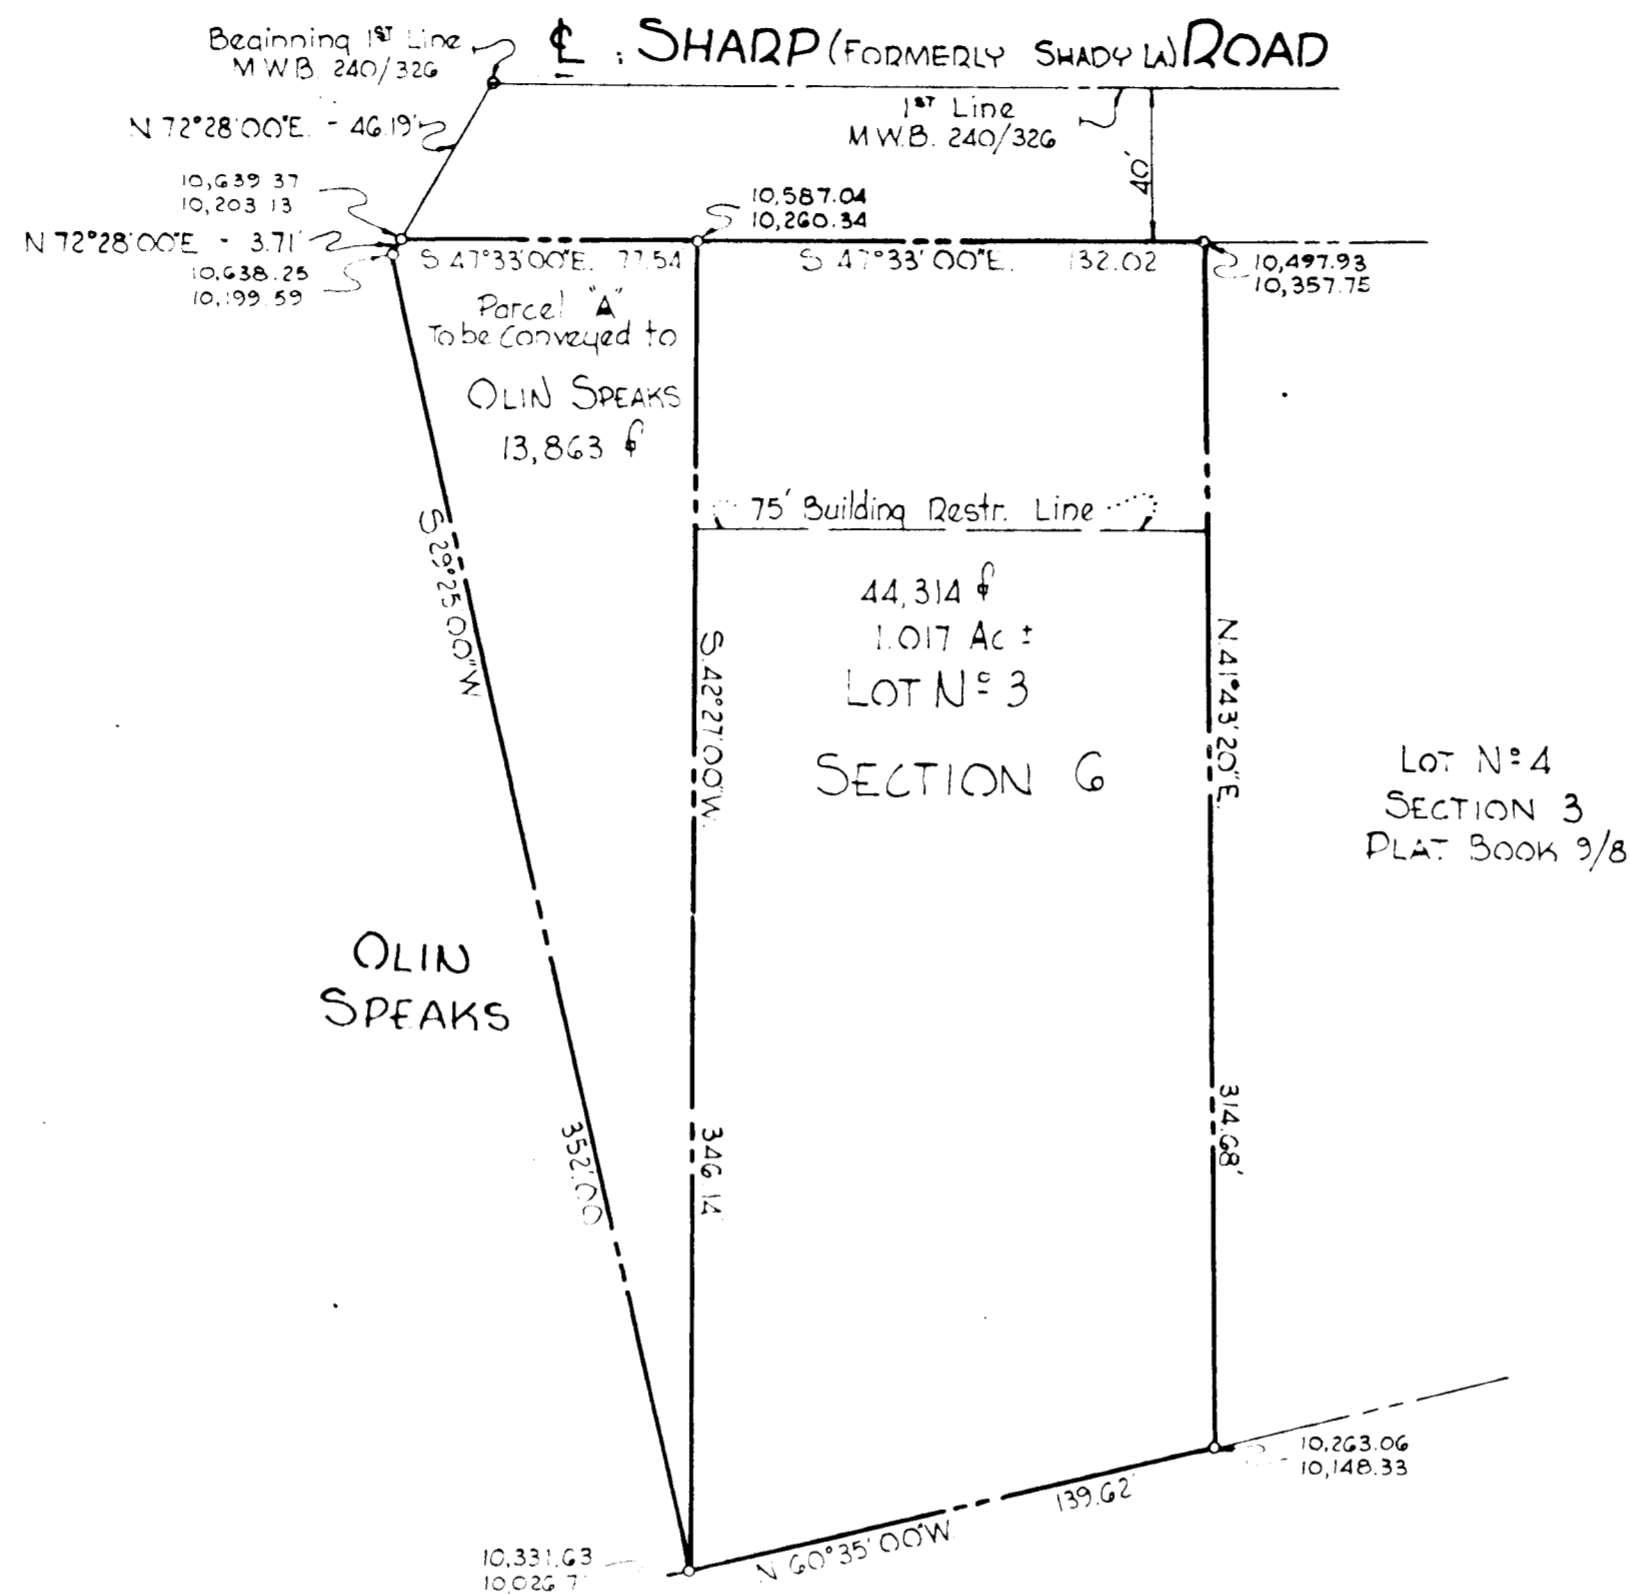 Beginning 1ST Line
M.W.B. 240/326
℄ . SHARP (FORMERLY SHADY LA) ROAD
1ST Line
M.W.B. 240/326
40'
N 72°28'00"E. - 46.19'
10,639.37
10,203.13
10,587.04
10,260.34
N 72°28'00"E - 3.71'
10,638.25
10,199.59
S 47°33'00"E. 77.54
S 47°33'00"E. 132.02
10,497.93
10,357.75
Parcel "A"
To be Conveyed to
OLIN SPEAKS
13,863 ⌽
75' Building Restr. Line
44,314 ⌽
1.017 Ac ±
LOT Nº 3
SECTION 6
S.29°25'00"W
352.00
S.42°27'00"W.
346.14
N.41°43'20"E.
314.68'
LOT Nº 4
SECTION 3
PLAT BOOK 9/8
OLIN
SPEAKS
10,263.06
10,148.33
139.62'
N 60°35'00"W
10,331.63
10,026.7